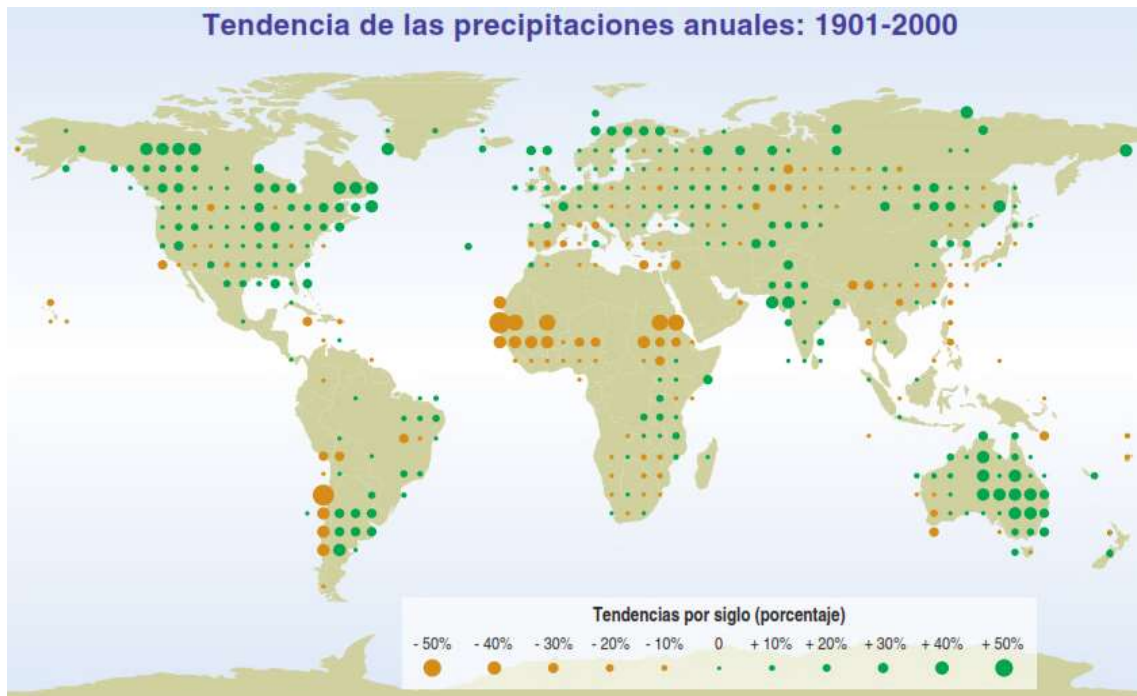 Tendencia de las precipitaciones anuales: 1901-2000
Tendencias por siglo (porcentaje)
- 50% - 40% - 30% - 20% - 10% 0 + 10% + 20% + 30% + 40% + 50%